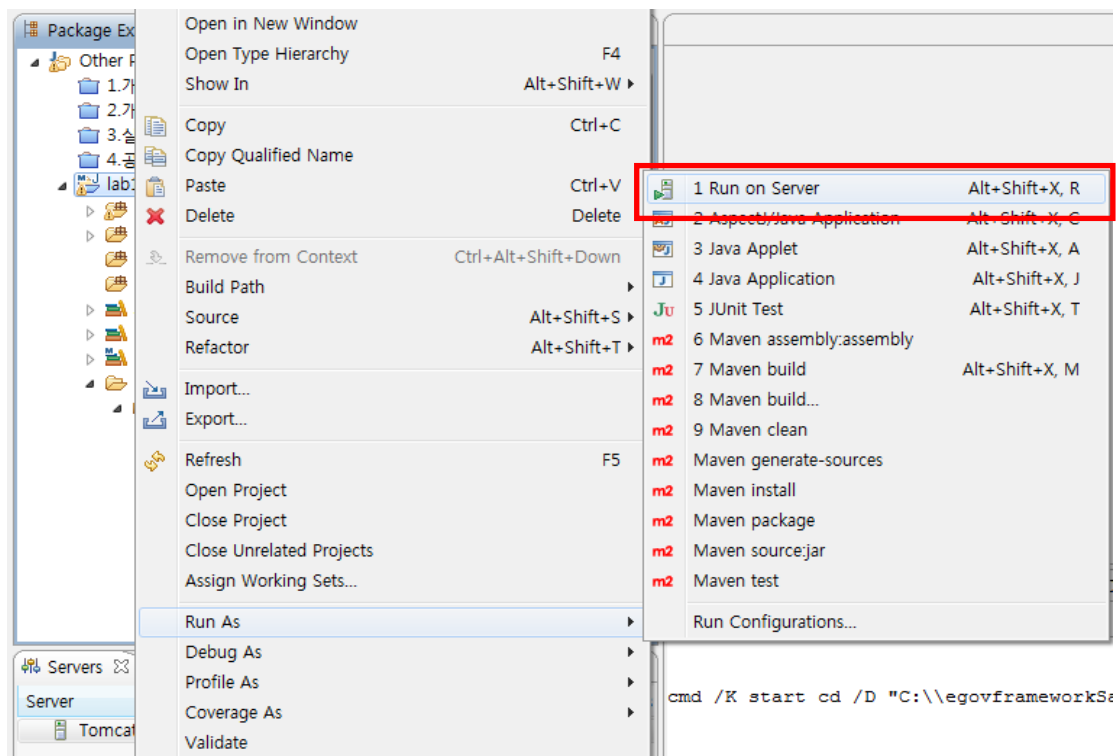 Package Ex
Other P
1.개
2.개
3.실
4.공
lab1
Servers
Server
Tomcat
Open in New Window
Open Type Hierarchy F4
Show In Alt+Shift+W
Copy Ctrl+C
Copy Qualified Name
Paste Ctrl+V
Delete Delete
Remove from Context Ctrl+Alt+Shift+Down
Build Path
Source Alt+Shift+S
Refactor Alt+Shift+T
Import...
Export...
Refresh F5
Open Project
Close Project
Close Unrelated Projects
Assign Working Sets...
Run As
Debug As
Profile As
Coverage As
Validate
1 Run on Server Alt+Shift+X, R
2 AspectJ/Java Application Alt+Shift+X, C
3 Java Applet Alt+Shift+X, A
4 Java Application Alt+Shift+X, J
5 JUnit Test Alt+Shift+X, T
6 Maven assembly:assembly
7 Maven build Alt+Shift+X, M
8 Maven build...
9 Maven clean
Maven generate-sources
Maven install
Maven package
Maven source:jar
Maven test
Run Configurations...
cmd /K start cd /D "C:\\egovframeworkSa